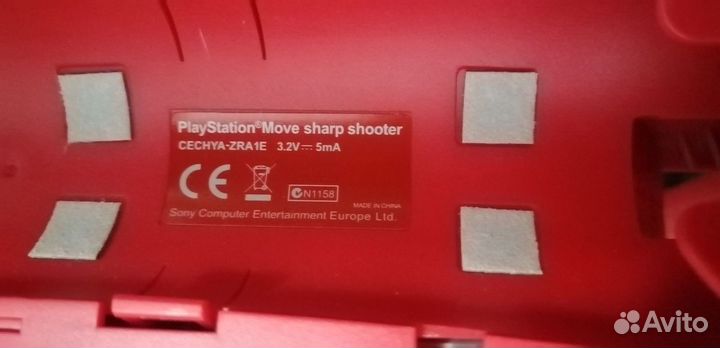 PlayStation®Move sharp shooter
CECHYA-ZRA1E 3.2V⎓5mA
CE
N1158
MADE IN CHINA
Sony Computer Entertainment Europe Ltd.
Avito